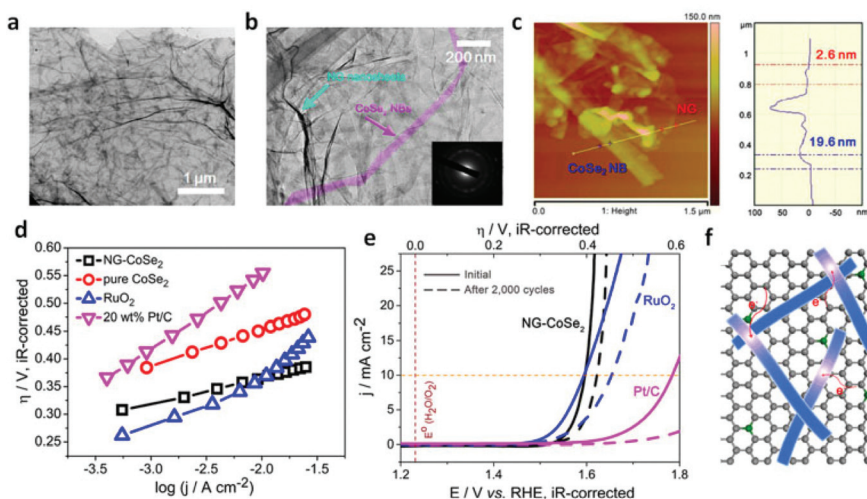 a
1 μm
b
200 nm
NG nanosheets
CoSe₂ NBs
c
150.0 nm
NG
CoSe₂ NB
0.0
1: Height
1.5 μm
μm
1.0
0.8
0.6
0.4
0.2
2.6 nm
19.6 nm
100 50 0 -50
nm
d
0.60
0.55
0.50
0.45
0.40
0.35
0.30
0.25
η / V, iR-corrected
NG-CoSe₂
pure CoSe₂
RuO₂
20 wt% Pt/C
-3.5 -3.0 -2.5 -2.0 -1.5
log (j / A cm⁻²)
e
η / V, iR-corrected
0.0 0.2 0.4 0.6
25
20
15
10
5
0
j / mA cm⁻²
Initial
After 2,000 cycles
RuO₂
NG-CoSe₂
Pt/C
E⁰ (H₂O/O₂)
1.2 1.4 1.6 1.8
E / V vs. RHE, iR-corrected
f
e⁻
e⁻
e⁻